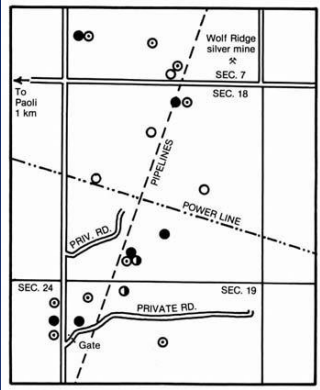 Wolf Ridge
silver mine
SEC. 7
To
Paoli
1 km
SEC. 18
PIPELINES
POWER LINE
PRIV. RD.
SEC. 24
SEC. 19
PRIVATE RD.
Gate